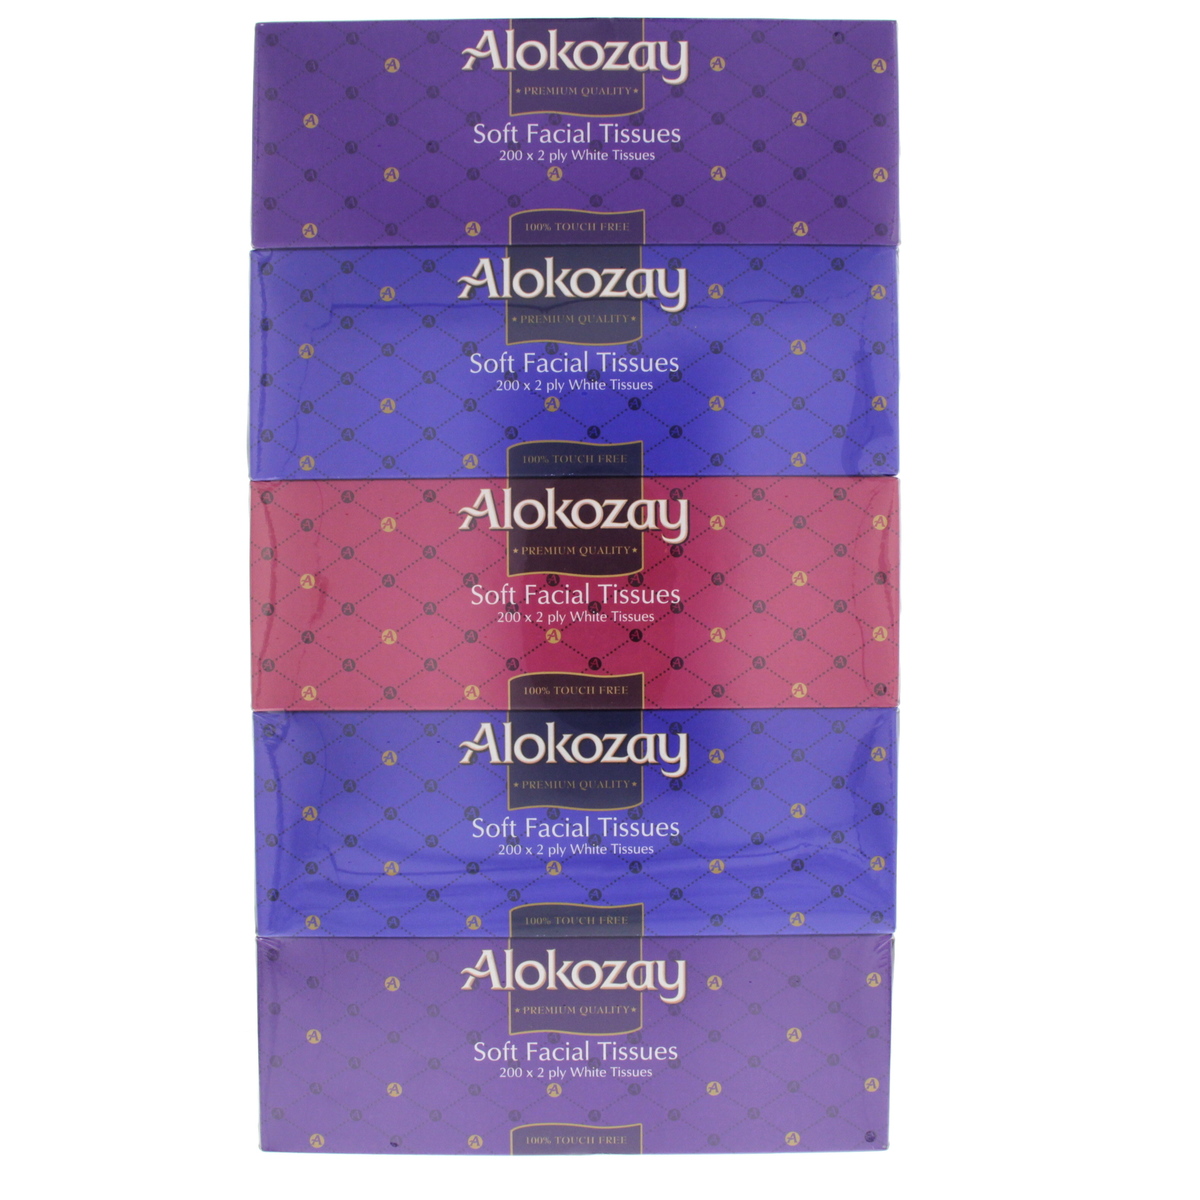 Alokozay
★ PREMIUM QUALITY ★
Soft Facial Tissues
200 x 2 ply White Tissues
100% TOUCH FREE
Alokozay
★ PREMIUM QUALITY ★
Soft Facial Tissues
200 x 2 ply White Tissues
100% TOUCH FREE
Alokozay
★ PREMIUM QUALITY ★
Soft Facial Tissues
200 x 2 ply White Tissues
100% TOUCH FREE
Alokozay
★ PREMIUM QUALITY ★
Soft Facial Tissues
200 x 2 ply White Tissues
100% TOUCH FREE
Alokozay
★ PREMIUM QUALITY ★
Soft Facial Tissues
200 x 2 ply White Tissues
100% TOUCH FREE